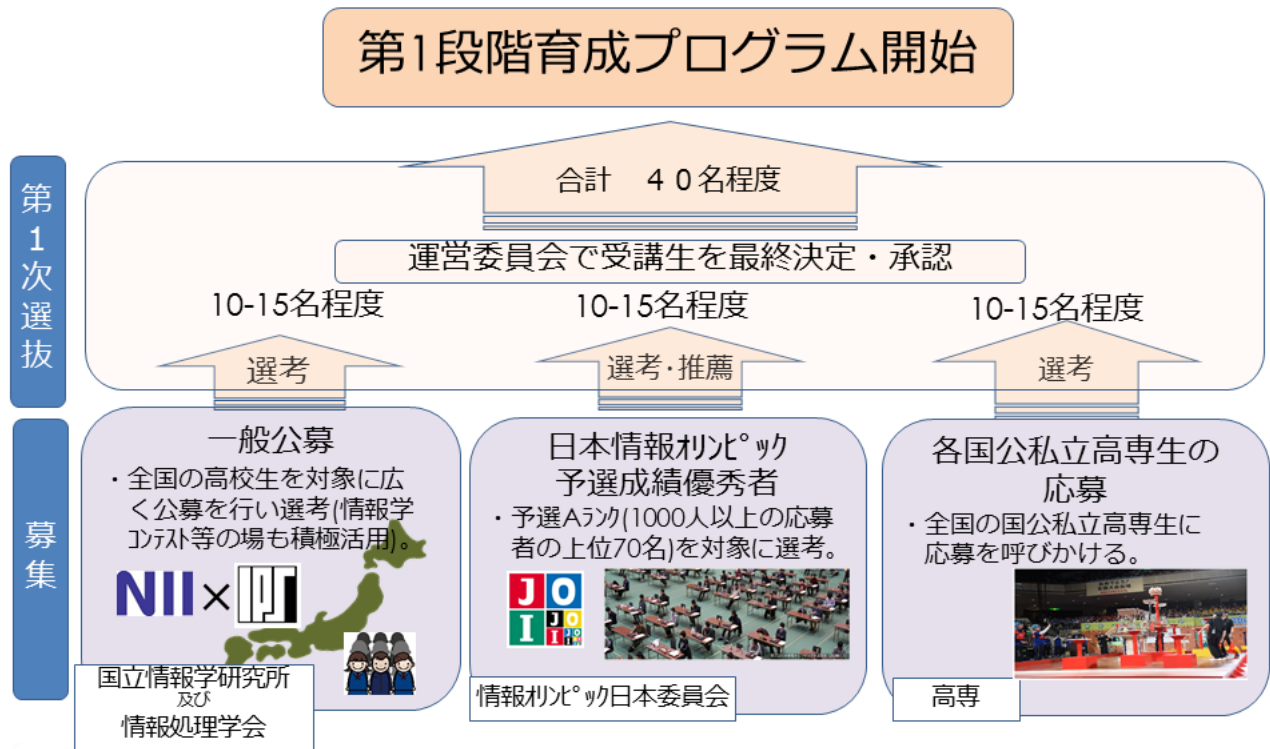 第1段階育成プログラム開始
第1次選抜
合計 40名程度
運営委員会で受講生を最終決定・承認
10-15名程度
10-15名程度
10-15名程度
選考
選考・推薦
選考
募集
一般公募
・全国の高校生を対象に広
く公募を行い選考(情報学
ｺﾝﾃｽﾄ等の場も積極活用)。
NII×IPSJ
国立情報学研究所
及び
情報処理学会
日本情報ｵﾘﾝﾋﾟｯｸ
予選成績優秀者
・予選Aﾗﾝｸ(1000人以上の応募
者の上位70名)を対象に選考。
JO
I JO
I JO
I
情報ｵﾘﾝﾋﾟｯｸ日本委員会
各国公私立高専生の
応募
・全国の国公私立高専生に
応募を呼びかける。
高専